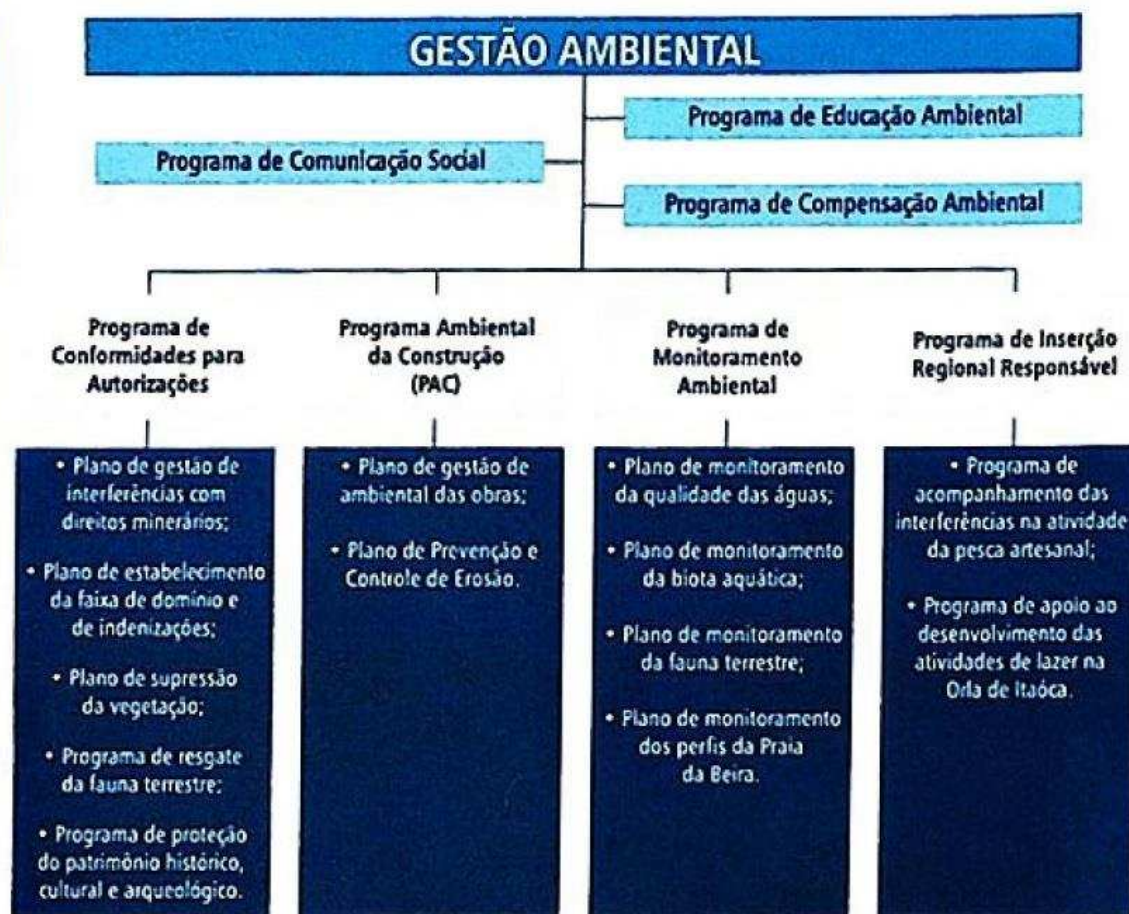 GESTÃO AMBIENTAL
Programa de Educação Ambiental
Programa de Comunicação Social
Programa de Compensação Ambiental
Programa de
Conformidades para
Autorizações
Programa Ambiental
da Construção
(PAC)
Programa de
Monitoramento
Ambiental
Programa de Inserção
Regional Responsável
• Plano de gestão de
interferências com
direitos minerários;
• Plano de estabelecimento
da faixa de domínio e
de indenizações;
• Plano de supressão
da vegetação;
• Programa de resgate
da fauna terrestre;
• Programa de proteção
do patrimônio histórico,
cultural e arqueológico.
• Plano de gestão de
ambiental das obras;
• Plano de Prevenção e
Controle de Erosão.
• Plano de monitoramento
da qualidade das águas;
• Plano de monitoramento
da biota aquática;
• Plano de monitoramento
da fauna terrestre;
• Plano de monitoramento
dos perfis da Praia
da Beira.
• Programa de
acompanhamento das
interferências na atividade
da pesca artesanal;
• Programa de apoio ao
desenvolvimento das
atividades de lazer na
Orla de Itaóca.